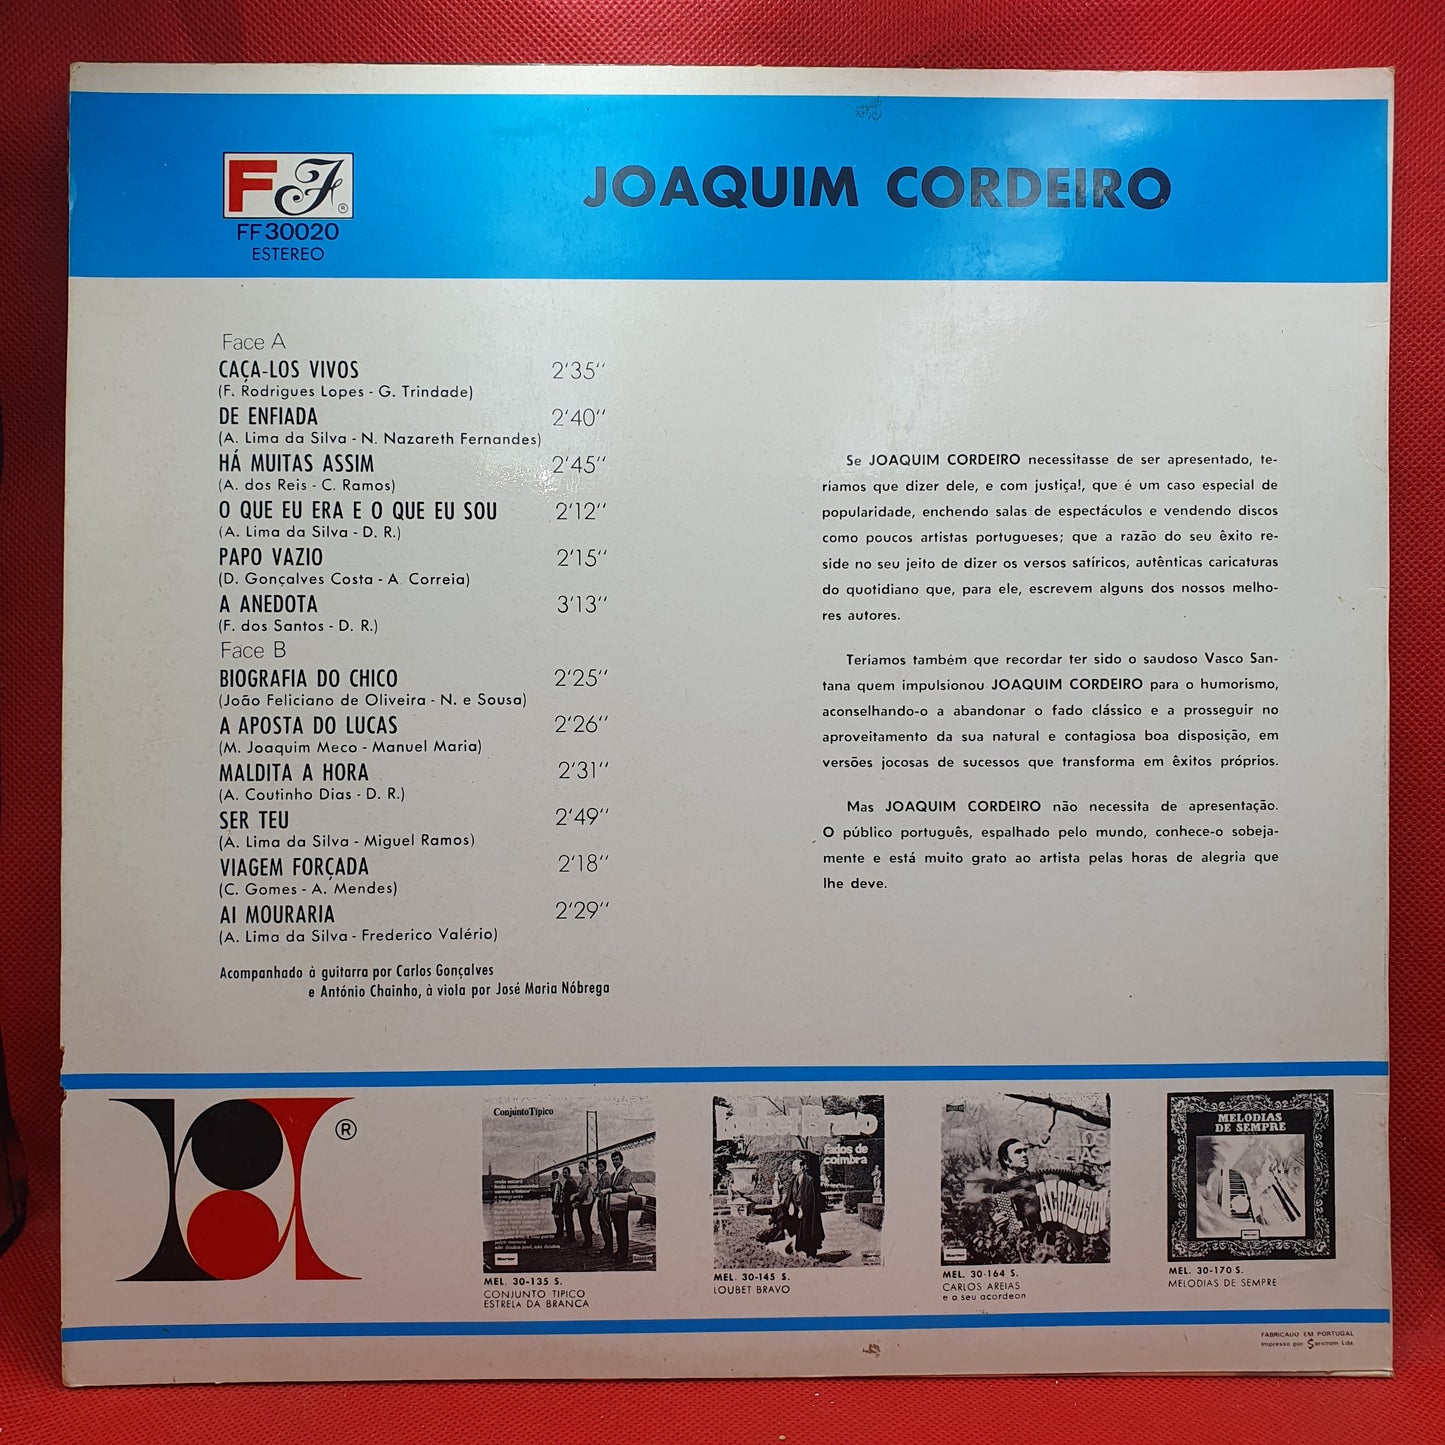 F F ®
JOAQUIM CORDEIRO
FF 30020
ESTEREO
Face A
CAÇA-LOS VIVOS 2'35''
(F. Rodrigues Lopes - G. Trindade)
DE ENFIADA 2'40''
(A. Lima da Silva - N. Nazareth Fernandes)
HÁ MUITAS ASSIM 2'45''
(A. dos Reis - C. Ramos)
O QUE EU ERA E O QUE EU SOU 2'12''
(A. Lima da Silva - D. R.)
PAPO VAZIO 2'15''
(D. Gonçalves Costa - A. Correia)
A ANEDOTA 3'13''
(F. dos Santos - D. R.)
Face B
BIOGRAFIA DO CHICO 2'25''
(João Feliciano de Oliveira - N. e Sousa)
A APOSTA DO LUCAS 2'26''
(M. Joaquim Meco - Manuel Maria)
MALDITA A HORA 2'31''
(A. Coutinho Dias - D. R.)
SER TEU 2'49''
(A. Lima da Silva - Miguel Ramos)
VIAGEM FORÇADA 2'18''
(C. Gomes - A. Mendes)
AI MOURARIA 2'29''
(A. Lima da Silva - Frederico Valério)
Acompanhado à guitarra por Carlos Gonçalves
e António Chainho, à viola por José Maria Nóbrega
Se JOAQUIM CORDEIRO necessitasse de ser apresentado, te-
ríamos que dizer dele, e com justiça!, que é um caso especial de
popularidade, enchendo salas de espectáculos e vendendo discos
como poucos artistas portugueses; que a razão do seu êxito re-
side no seu jeito de dizer os versos satíricos, autênticas caricaturas
do quotidiano que, para ele, escrevem alguns dos nossos melho-
res autores.
Teríamos também que recordar ter sido o saudoso Vasco San-
tana quem impulsionou JOAQUIM CORDEIRO para o humorismo,
aconselhando-o a abandonar o fado clássico e a prosseguir no
aproveitamento da sua natural e contagiosa boa disposição, em
versões jocosas de sucessos que transforma em êxitos próprios.
Mas JOAQUIM CORDEIRO não necessita de apresentação.
O público português, espalhado pelo mundo, conhece-o sobeja-
mente e está muito grato ao artista pelas horas de alegria que
lhe deve.
®
Conjunto Típico
MEL. 30-135 S.
CONJUNTO TIPICO
ESTRELA DA BRANCA
fados de
coimbra
MEL. 30-145 S.
LOUBET BRAVO
AREIAS
ACORDEON
MEL. 30-164 S.
CARLOS AREIAS
e o seu acordeon
MELODIAS
DE SEMPRE
MEL. 30-170 S.
MELODIAS DE SEMPRE
FABRICADO EM PORTUGAL
Impresso por Sericrom Lda